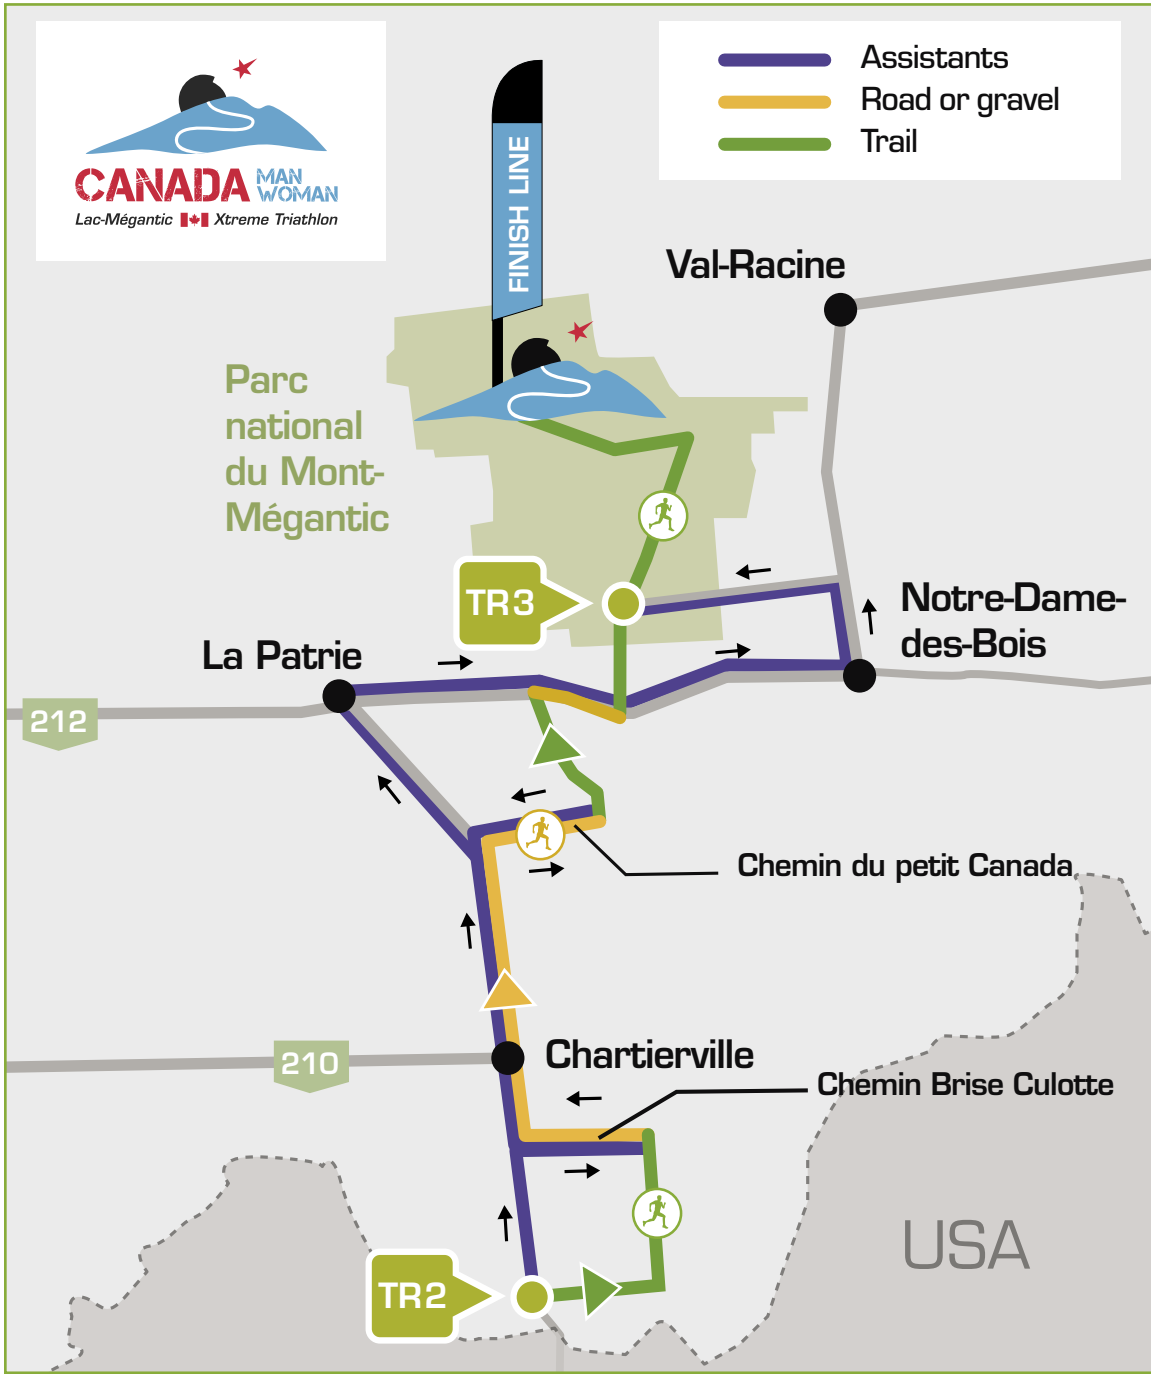 CANADA MAN
WOMAN
Lac-Mégantic Xtreme Triathlon
Assistants
Road or gravel
Trail
FINISH LINE
Val-Racine
Parc
national
du Mont-
Mégantic
TR3
Notre-Dame-
des-Bois
La Patrie
212
Chemin du petit Canada
Chartierville
210
Chemin Brise Culotte
USA
TR2